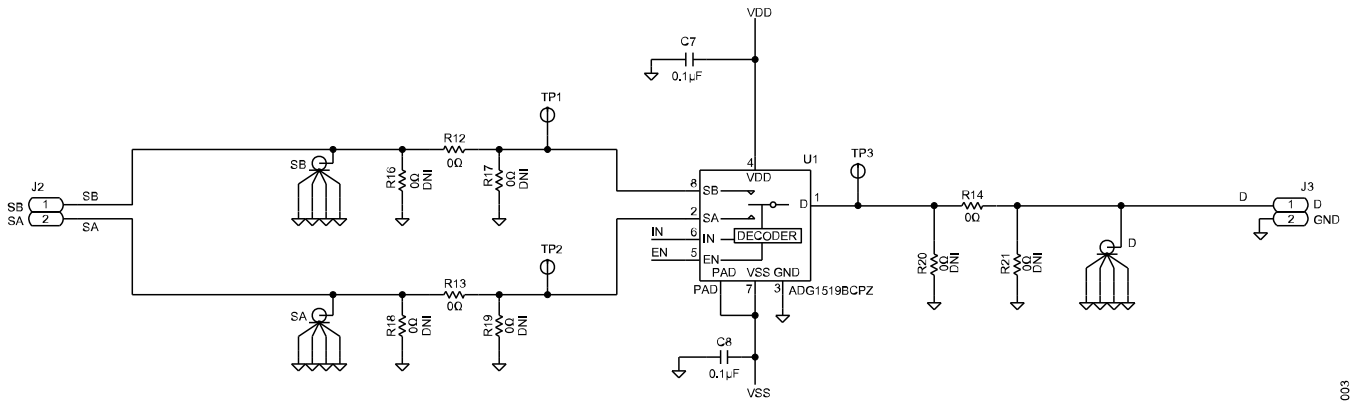 VDD
C7
0.1µF
TP1
R12
0Ω
SB
R16
0Ω
DNI
R17
0Ω
DNI
J2
SB
SB 1
SA 2
SA
TP2
R13
0Ω
SA
R18
0Ω
DNI
R19
0Ω
DNI
4
U1
VDD
8 SB
2 SA
D 1
IN 6 IN
DECODER
EN 5 EN
PAD VSS GND
PAD 7 3 ADG1519BCPZ
C8
0.1µF
VSS
TP3
R14
0Ω
R20
0Ω
DNI
R21
0Ω
DNI
D
D
J3
1 D
2 GND
003